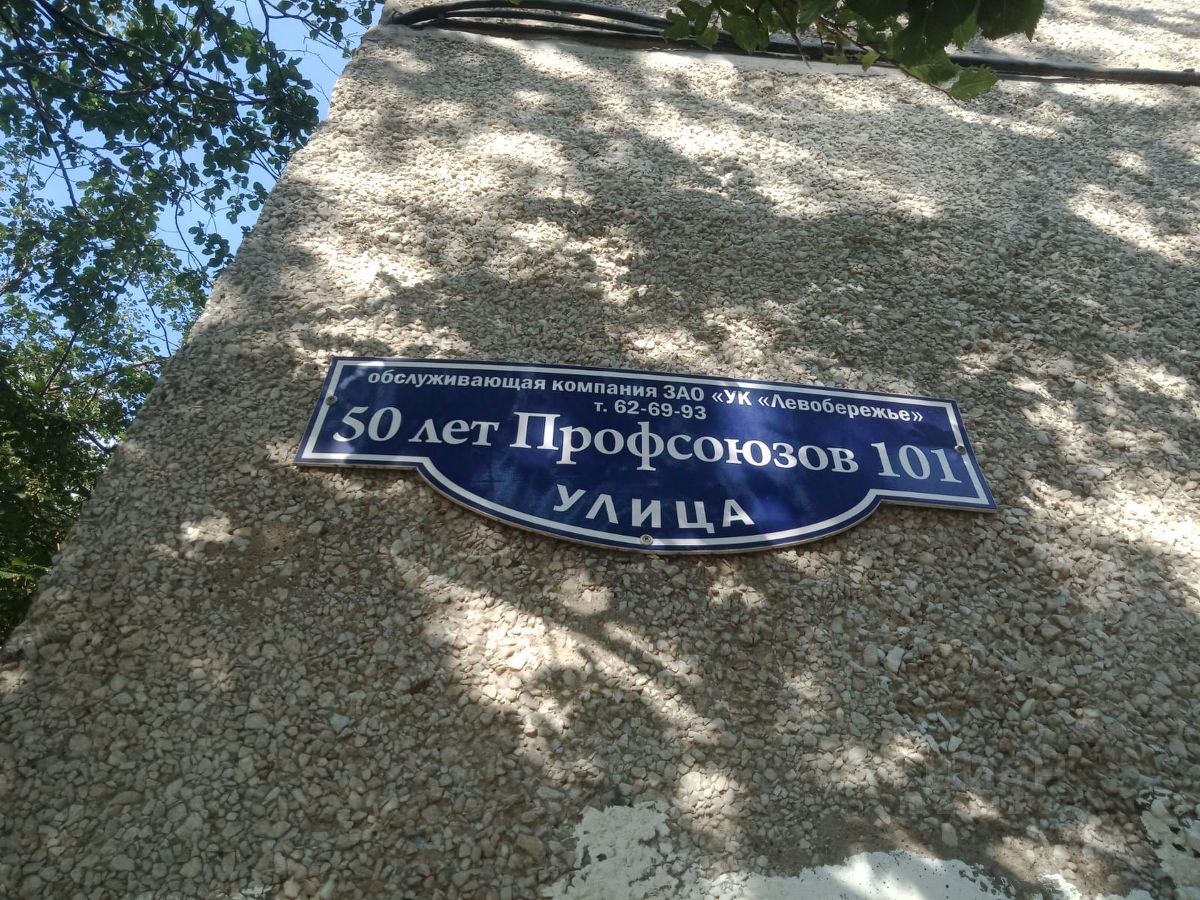 обслуживающая компания ЗАО «УК «Левобережье»
т. 62-69-93
50 лет Профсоюзов 101
УЛИЦА